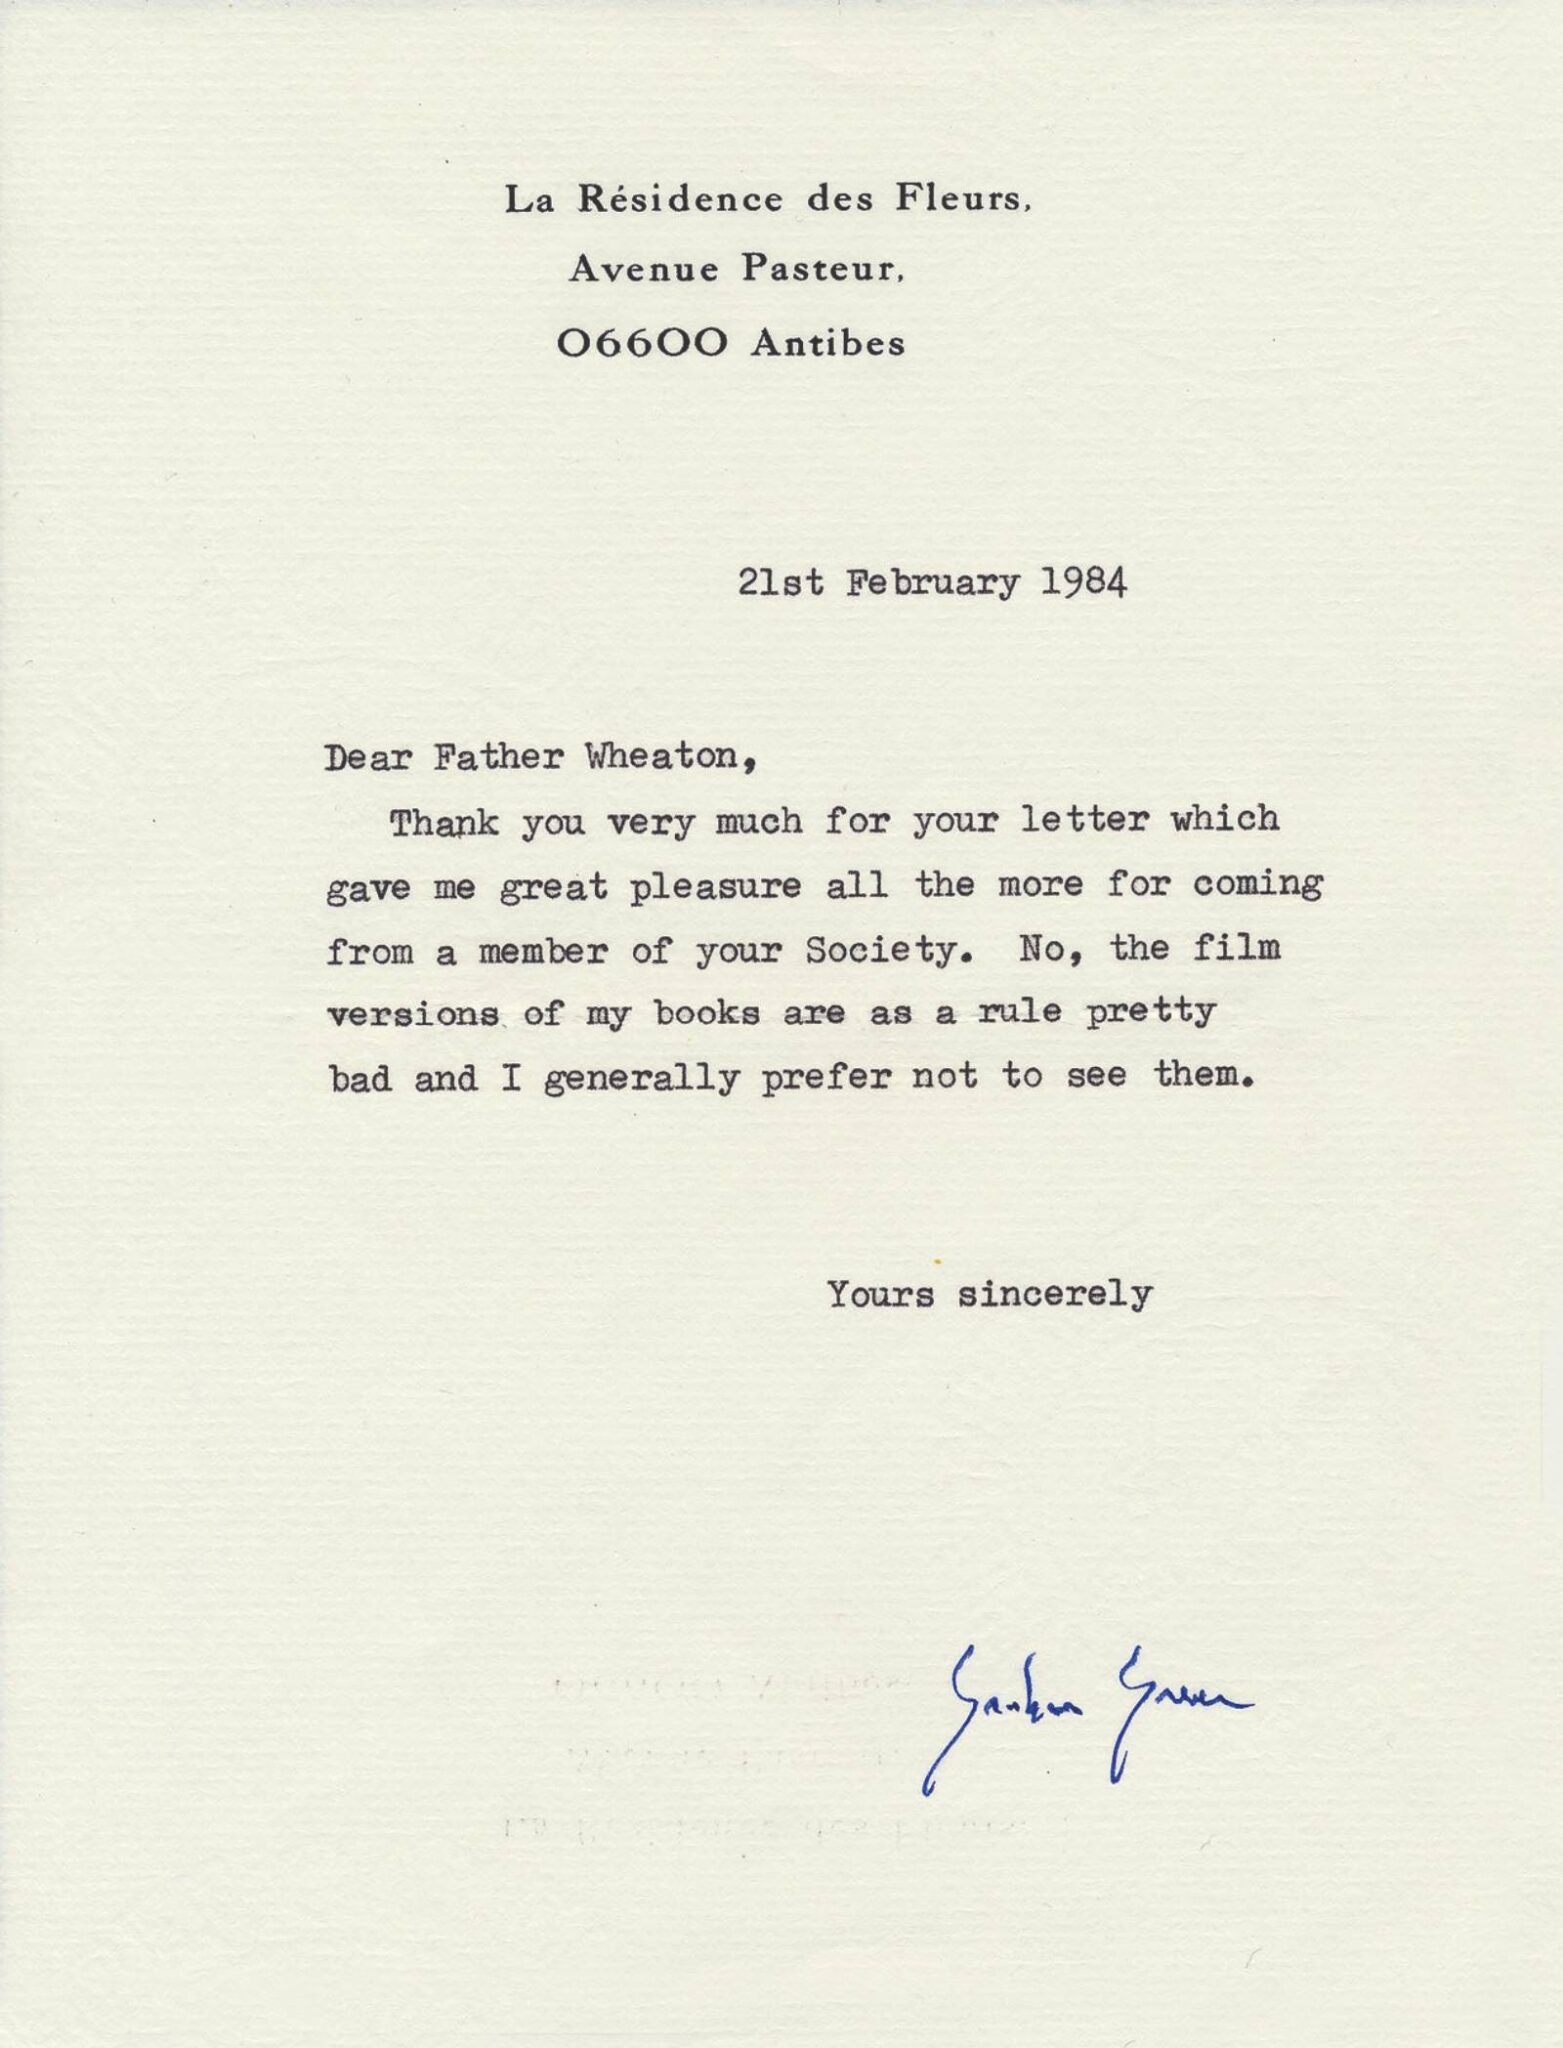 La Résidence des Fleurs,
Avenue Pasteur,
06600 Antibes
21st February 1984
Dear Father Wheaton,
Thank you very much for your letter which
gave me great pleasure all the more for coming
from a member of your Society. No, the film
versions of my books are as a rule pretty
bad and I generally prefer not to see them.
Yours sincerely
Graham Greene